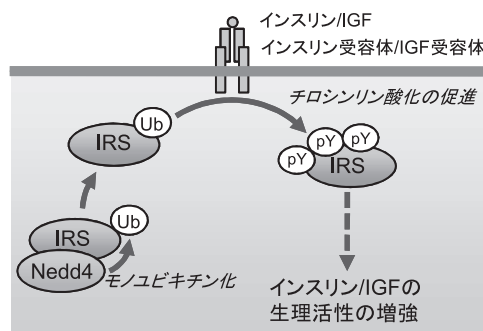 インスリン/IGF
インスリン受容体/IGF受容体
チロシンリン酸化の促進
Ub
IRS
pY
pY
pY
IRS
Ub
IRS
Nedd4
モノユビキチン化
インスリン/IGFの
生理活性の増強